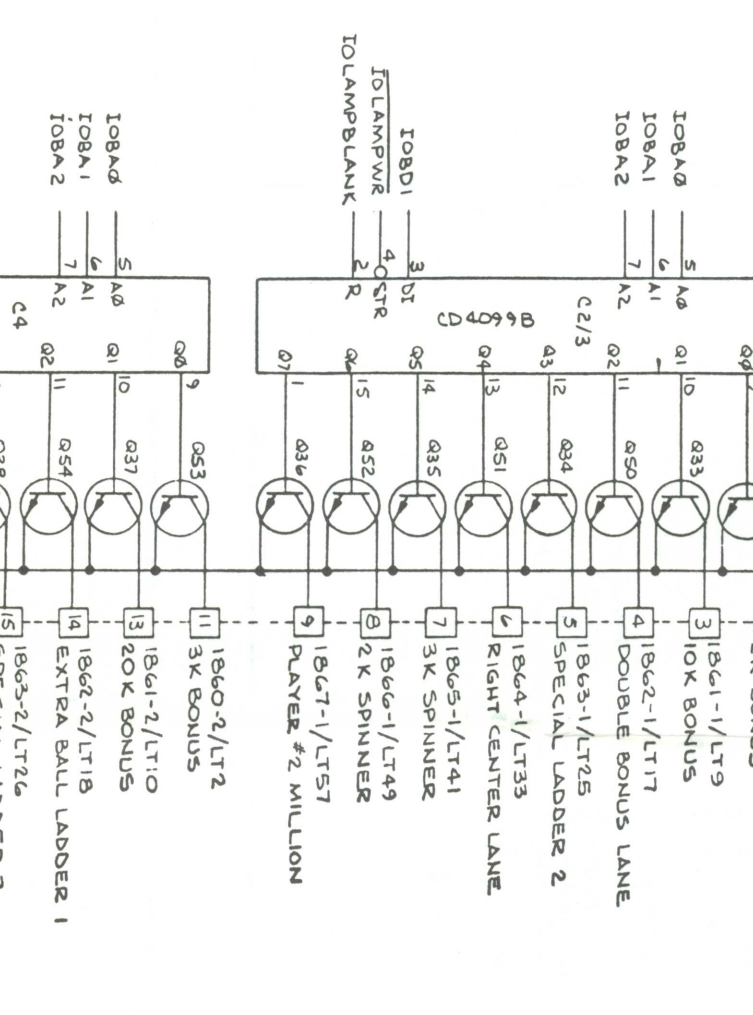 IOBAØ 5 AØ
IOBA1 6 A1
IOBA2 7 A2
C2/3
CD4099B
IOBD1 3 DI
IOLAMPWR 4 STR
IOLAMPBLANK 2 R
Q1 10 Q33 3 1861-1/LT9
10K BONUS
Q2 11 Q50 4 1862-1/LT17
DOUBLE BONUS LANE
Q3 12 Q34 5 1863-1/LT25
SPECIAL LADDER 2
Q4 13 Q51 6 1864-1/LT33
RIGHT CENTER LANE
Q5 14 Q35 7 1865-1/LT41
3K SPINNER
Q6 15 Q52 8 1866-1/LT49
2K SPINNER
Q7 1 Q36 9 1867-1/LT57
PLAYER #2 MILLION
IOBAØ 5 AØ
IOBA1 6 A1
IOBA2 7 A2
C4
QØ 9 Q53 11 1860-2/LT2
3K BONUS
Q1 10 Q37 13 1861-2/LT10
20K BONUS
Q2 11 Q54 14 1862-2/LT18
EXTRA BALL LADDER 1
15 1863-2/LT26